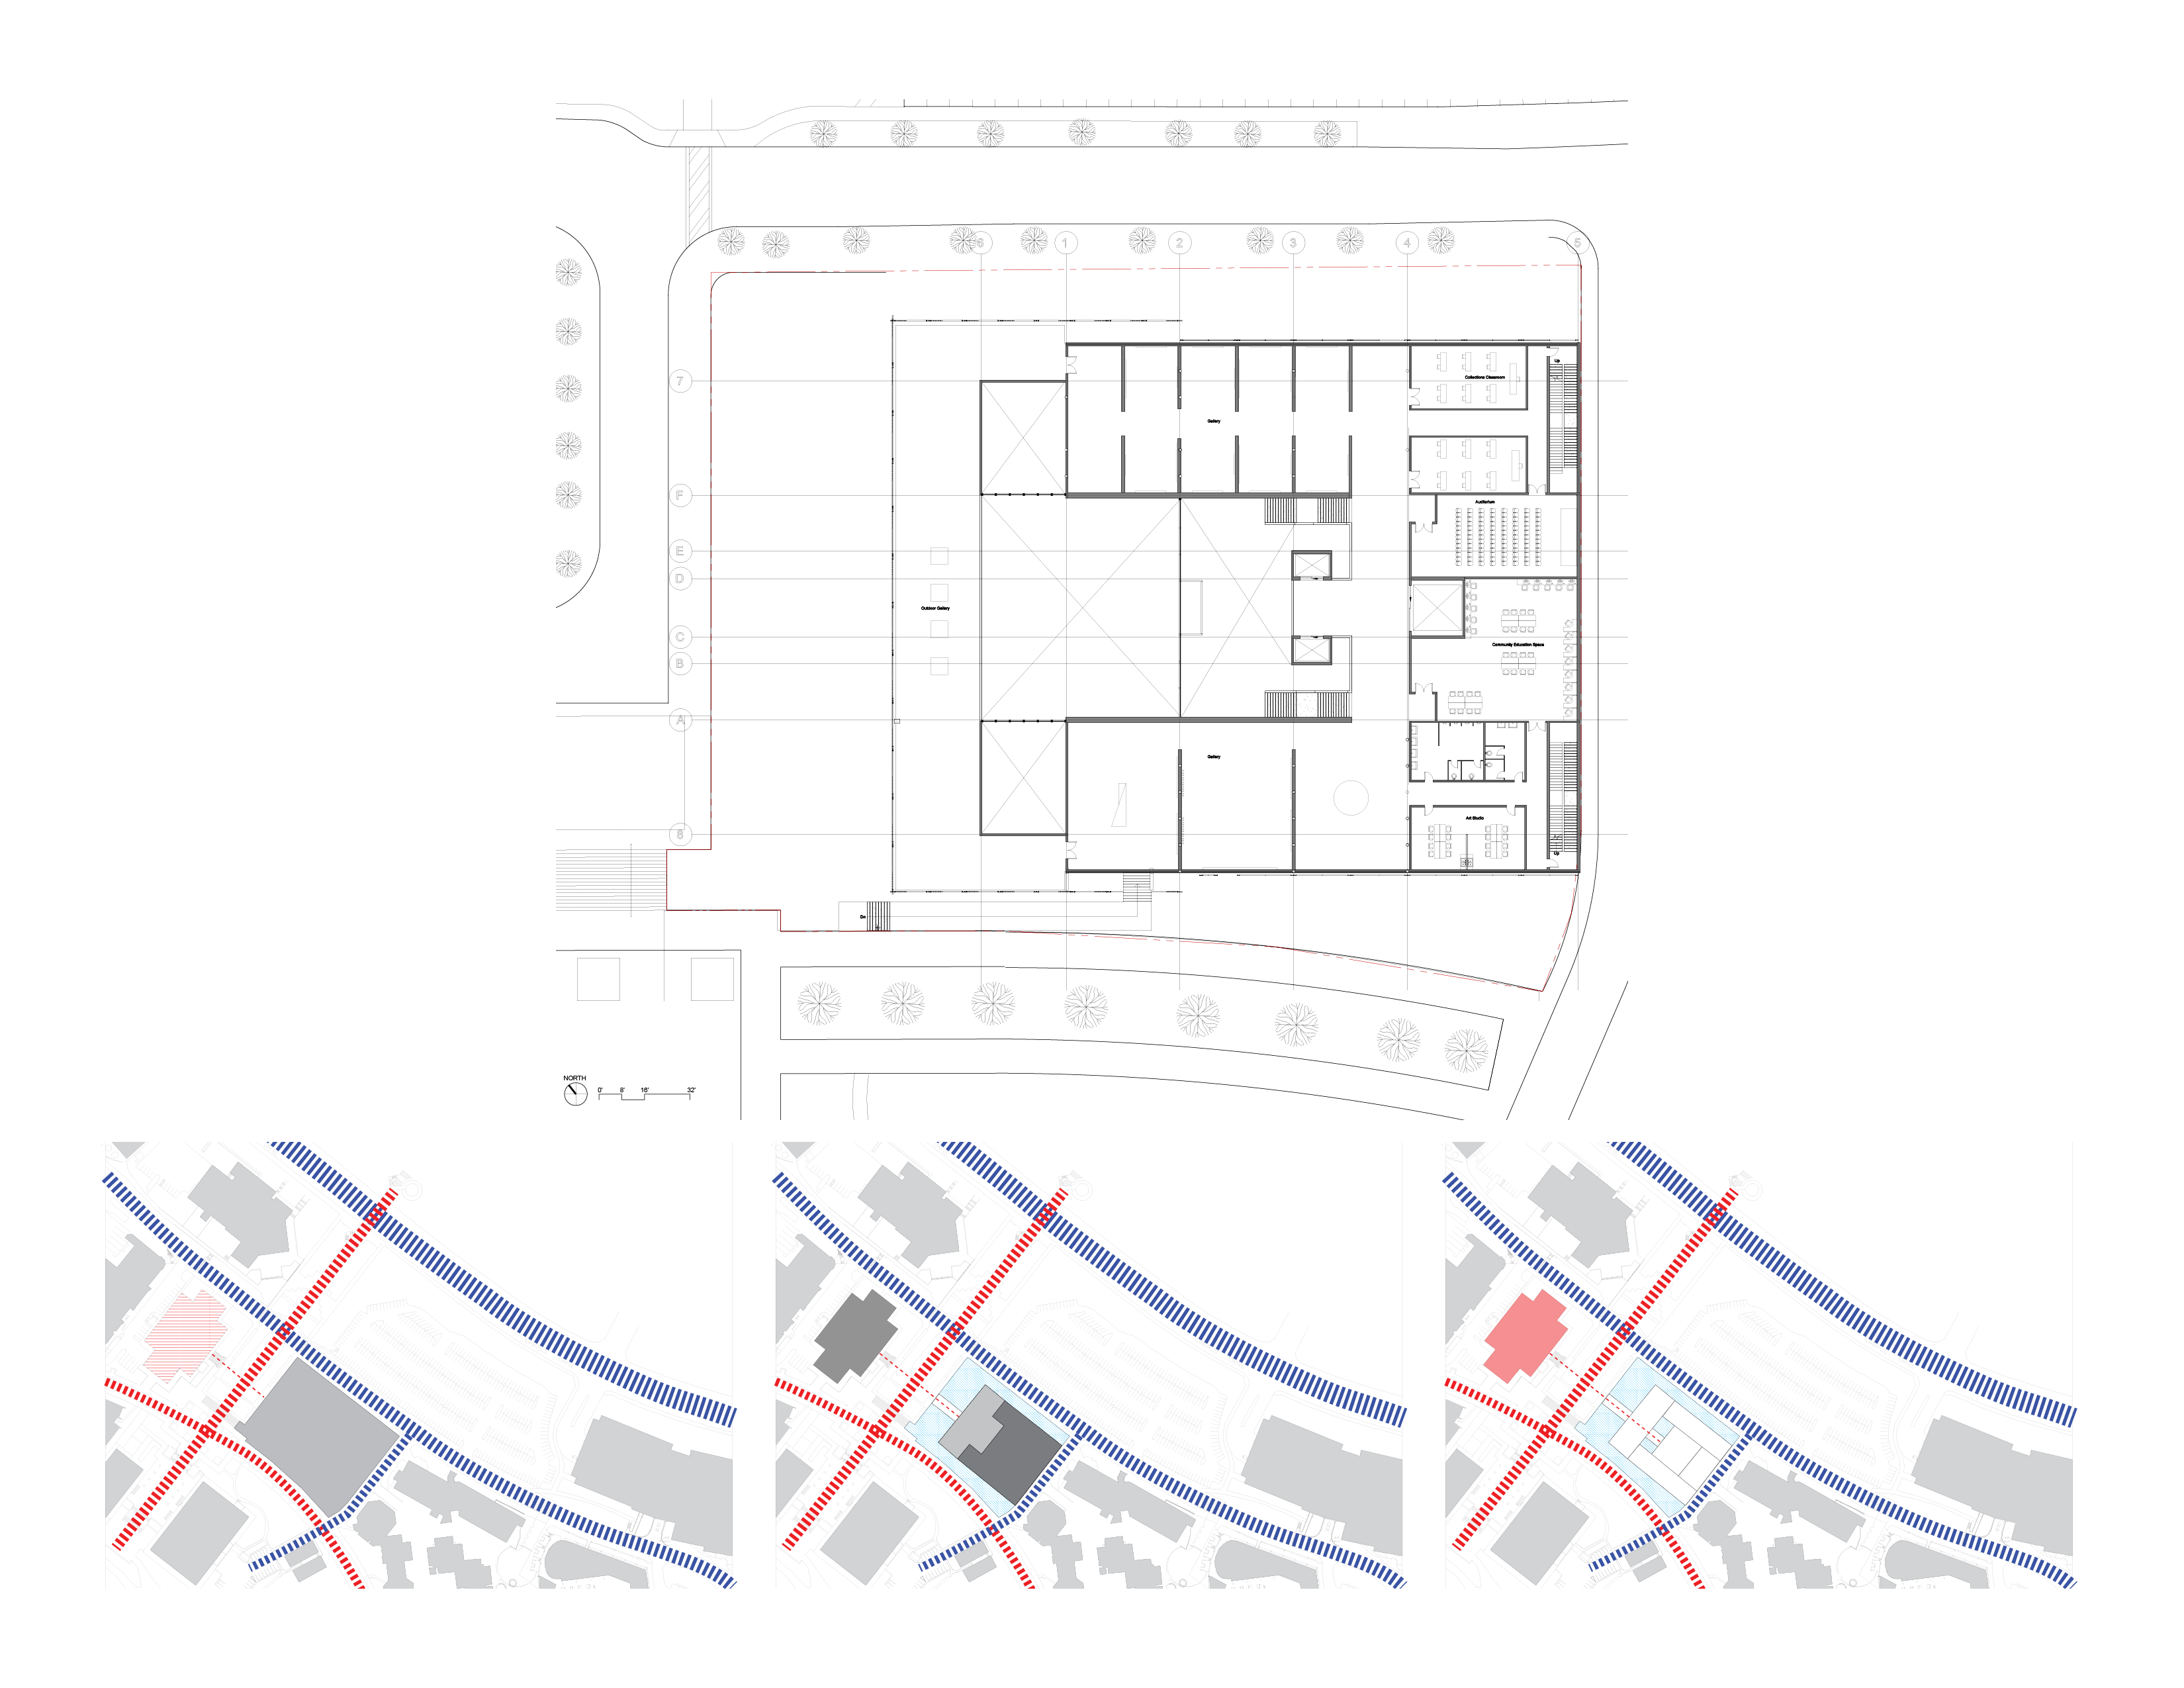 6 1 2 3 4 5
Up
7
Collections Classroom
Gallery
F
Auditorium
E
D
Outdoor Gallery
C
Community Education Space
B
A
Gallery
Art Studio
8
Up
Dn
NORTH
0' 8' 16' 32'